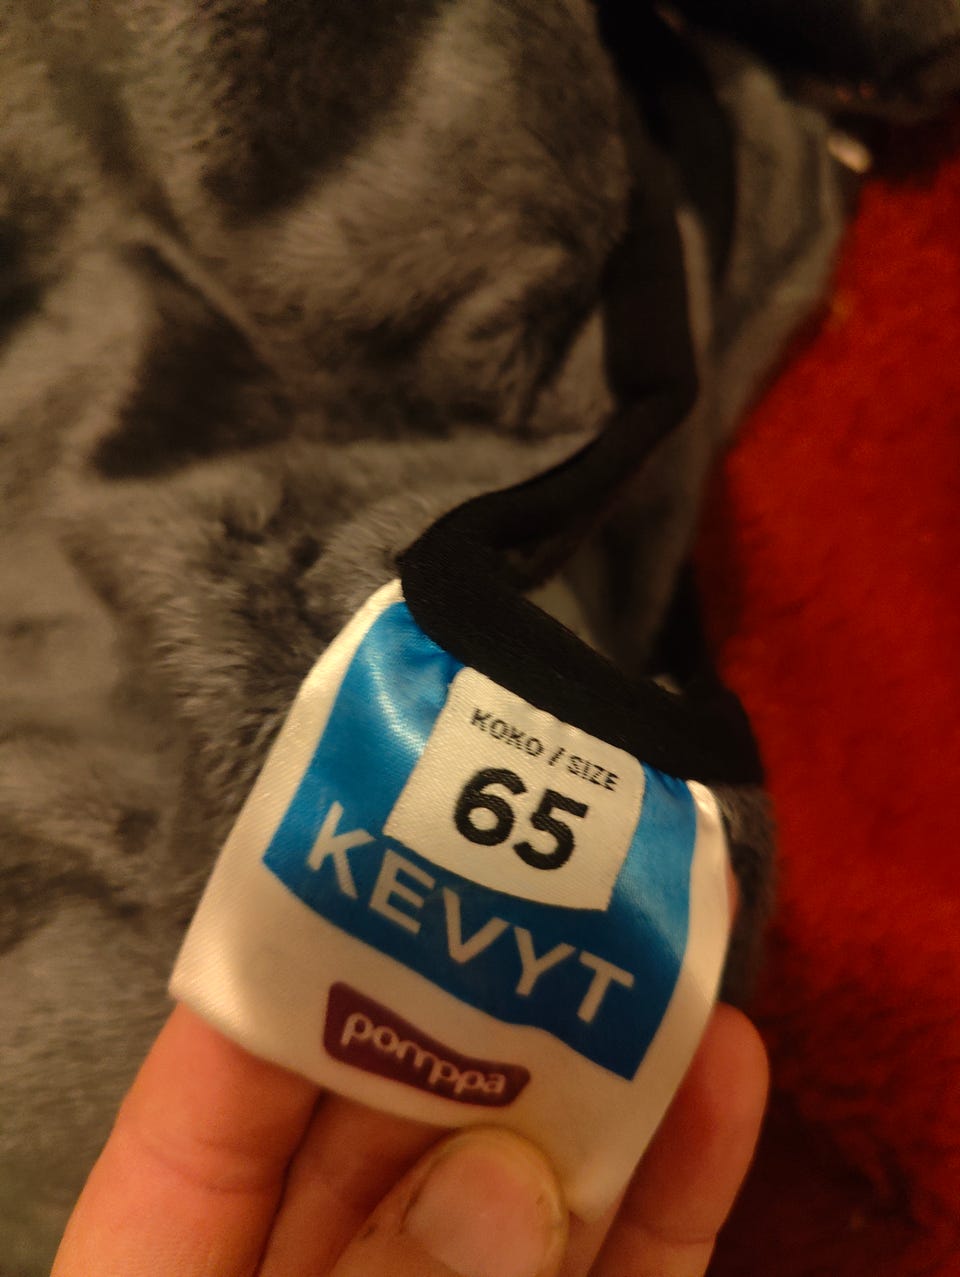 KOKO / SIZE
65
KEVYT
pomppa